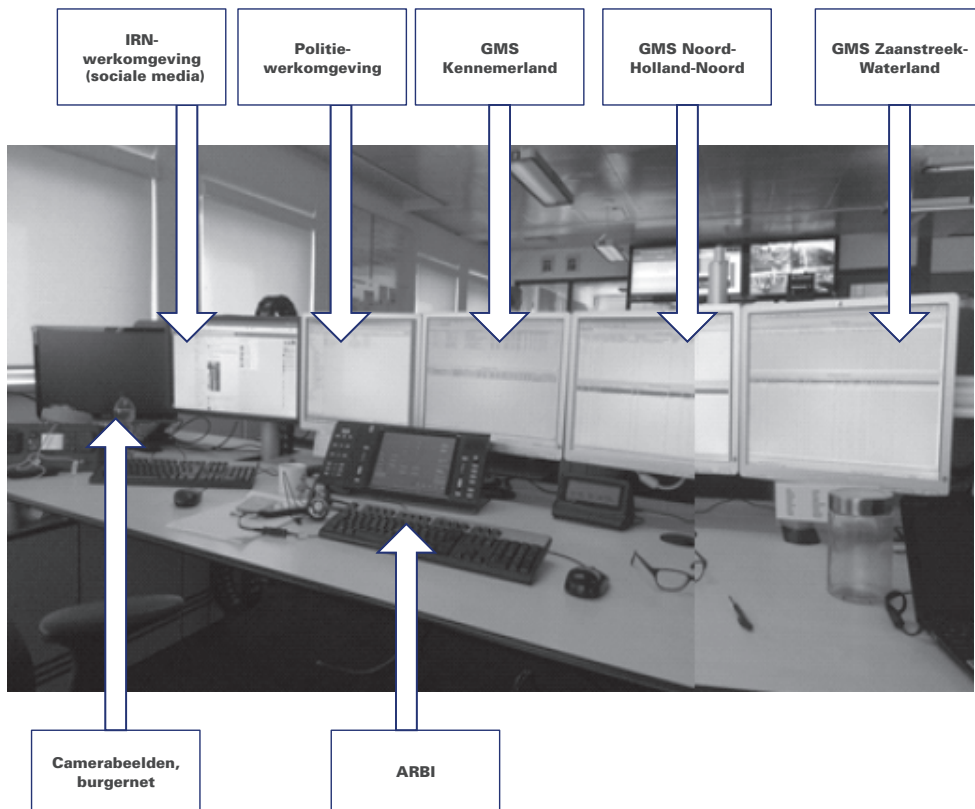 IRN-
werkomgeving
(sociale media)
Politie-
werkomgeving
GMS
Kennemerland
GMS Noord-
Holland-Noord
GMS Zaanstreek-
Waterland
Camerabeelden,
burgernet
ARBI